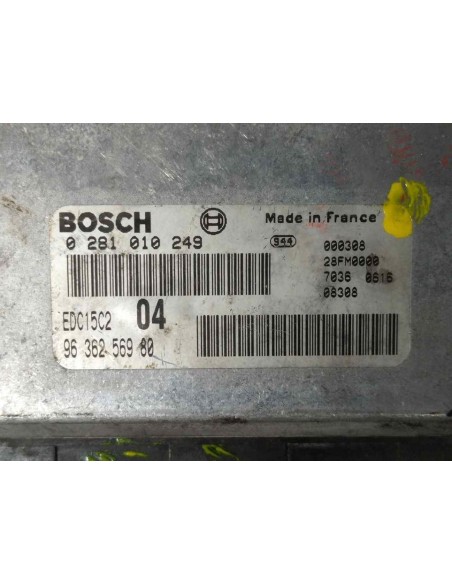 BOSCH Made in France
0 281 010 249 944 000308
28FM0000
7036 0616
08308
EDC15C2 04
96 362 569 80